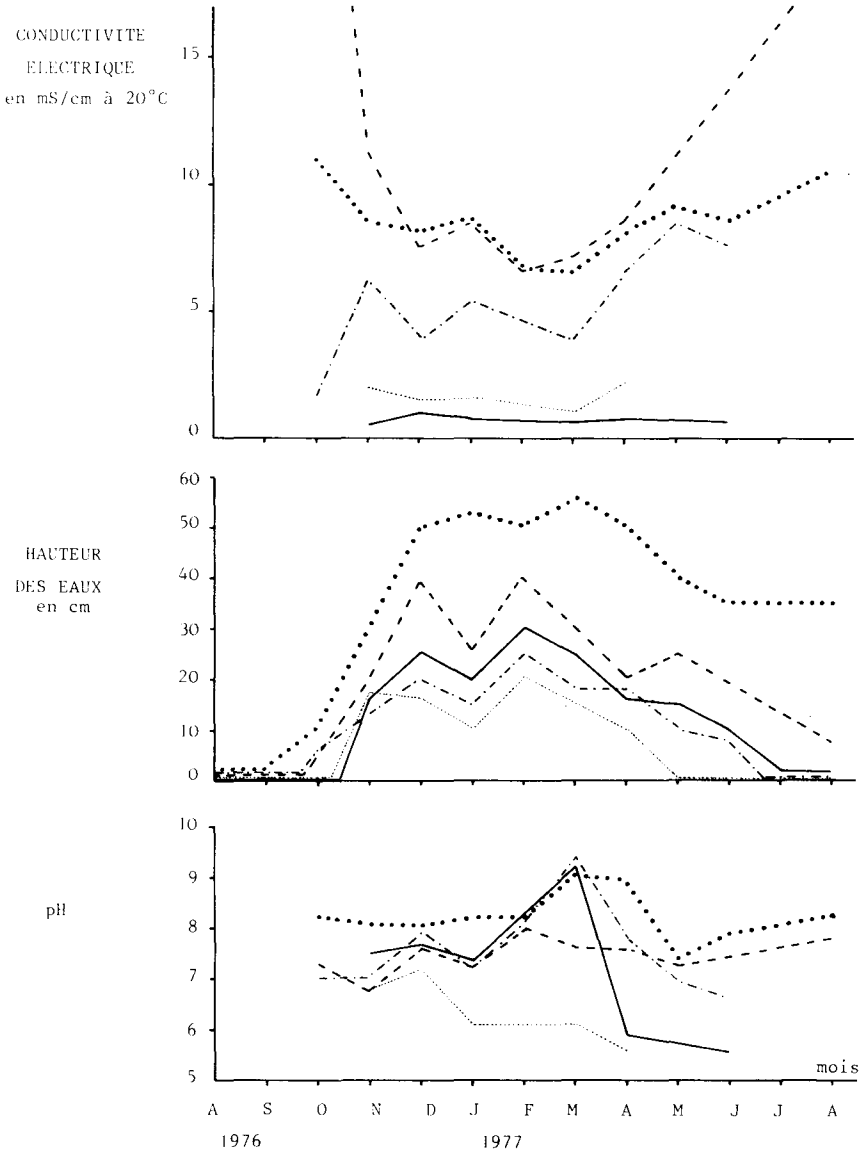 CONDUCTIVITE
ELECTRIQUE
en mS/cm à 20°C
15
10
5
0
HAUTEUR
DES EAUX
en cm
60
50
40
30
20
10
0
pH
10
9
8
7
6
5
mois
A S O N D J F M A M J J A
1976 1977